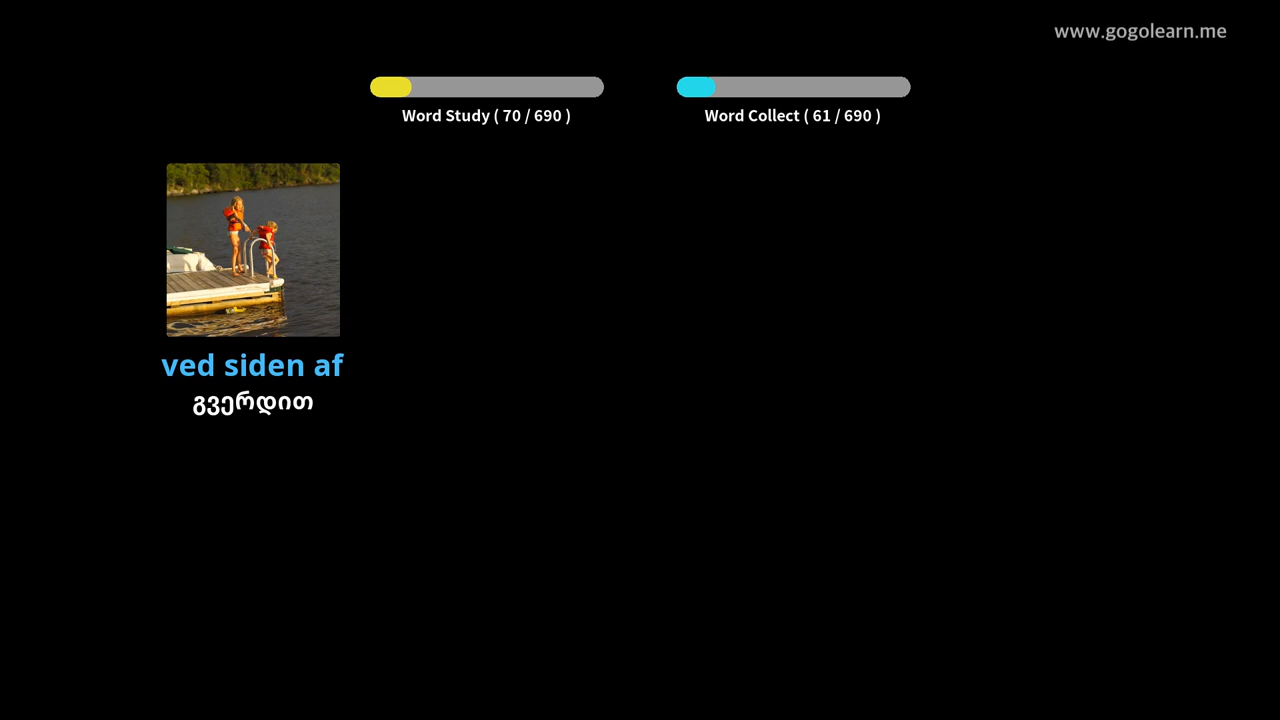 www.gogolearn.me
Word Study ( 70 / 690 )
Word Collect ( 61 / 690 )
ved siden af
გვერდით